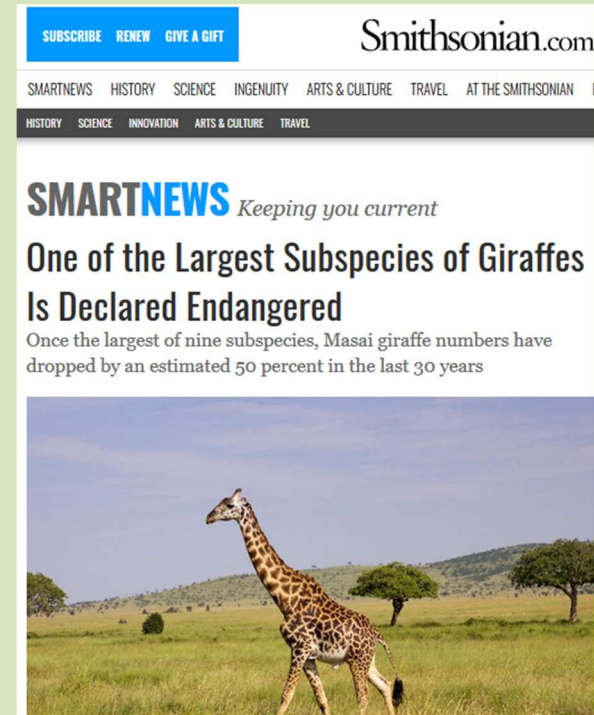 SUBSCRIBE RENEW GIVE A GIFT
Smithsonian.com
SMARTNEWS HISTORY SCIENCE INGENUITY ARTS & CULTURE TRAVEL AT THE SMITHSONIAN
HISTORY SCIENCE INNOVATION ARTS & CULTURE TRAVEL
SMARTNEWS Keeping you current
One of the Largest Subspecies of Giraffes
Is Declared Endangered
Once the largest of nine subspecies, Masai giraffe numbers have
dropped by an estimated 50 percent in the last 30 years